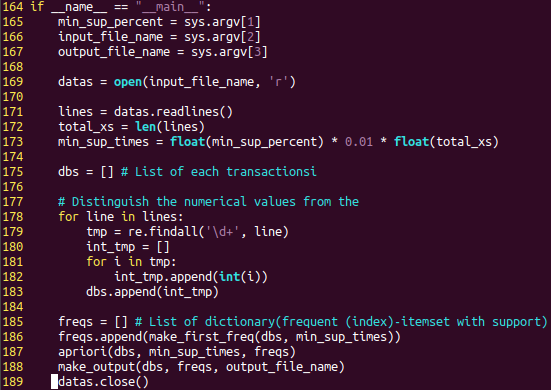 164 if __name__ == "__main__":
165     min_sup_percent = sys.argv[1]
166     input_file_name = sys.argv[2]
167     output_file_name = sys.argv[3]
168
169     datas = open(input_file_name, 'r')
170
171     lines = datas.readlines()
172     total_xs = len(lines)
173     min_sup_times = float(min_sup_percent) * 0.01 * float(total_xs)
174
175     dbs = [] # List of each transactionsi
176
177     # Distinguish the numerical values from the
178     for line in lines:
179         tmp = re.findall('\d+', line)
180         int_tmp = []
181         for i in tmp:
182             int_tmp.append(int(i))
183         dbs.append(int_tmp)
184
185     freqs = [] # List of dictionary(frequent (index)-itemset with support)
186     freqs.append(make_first_freq(dbs, min_sup_times))
187     apriori(dbs, min_sup_times, freqs)
188     make_output(dbs, freqs, output_file_name)
189     datas.close()